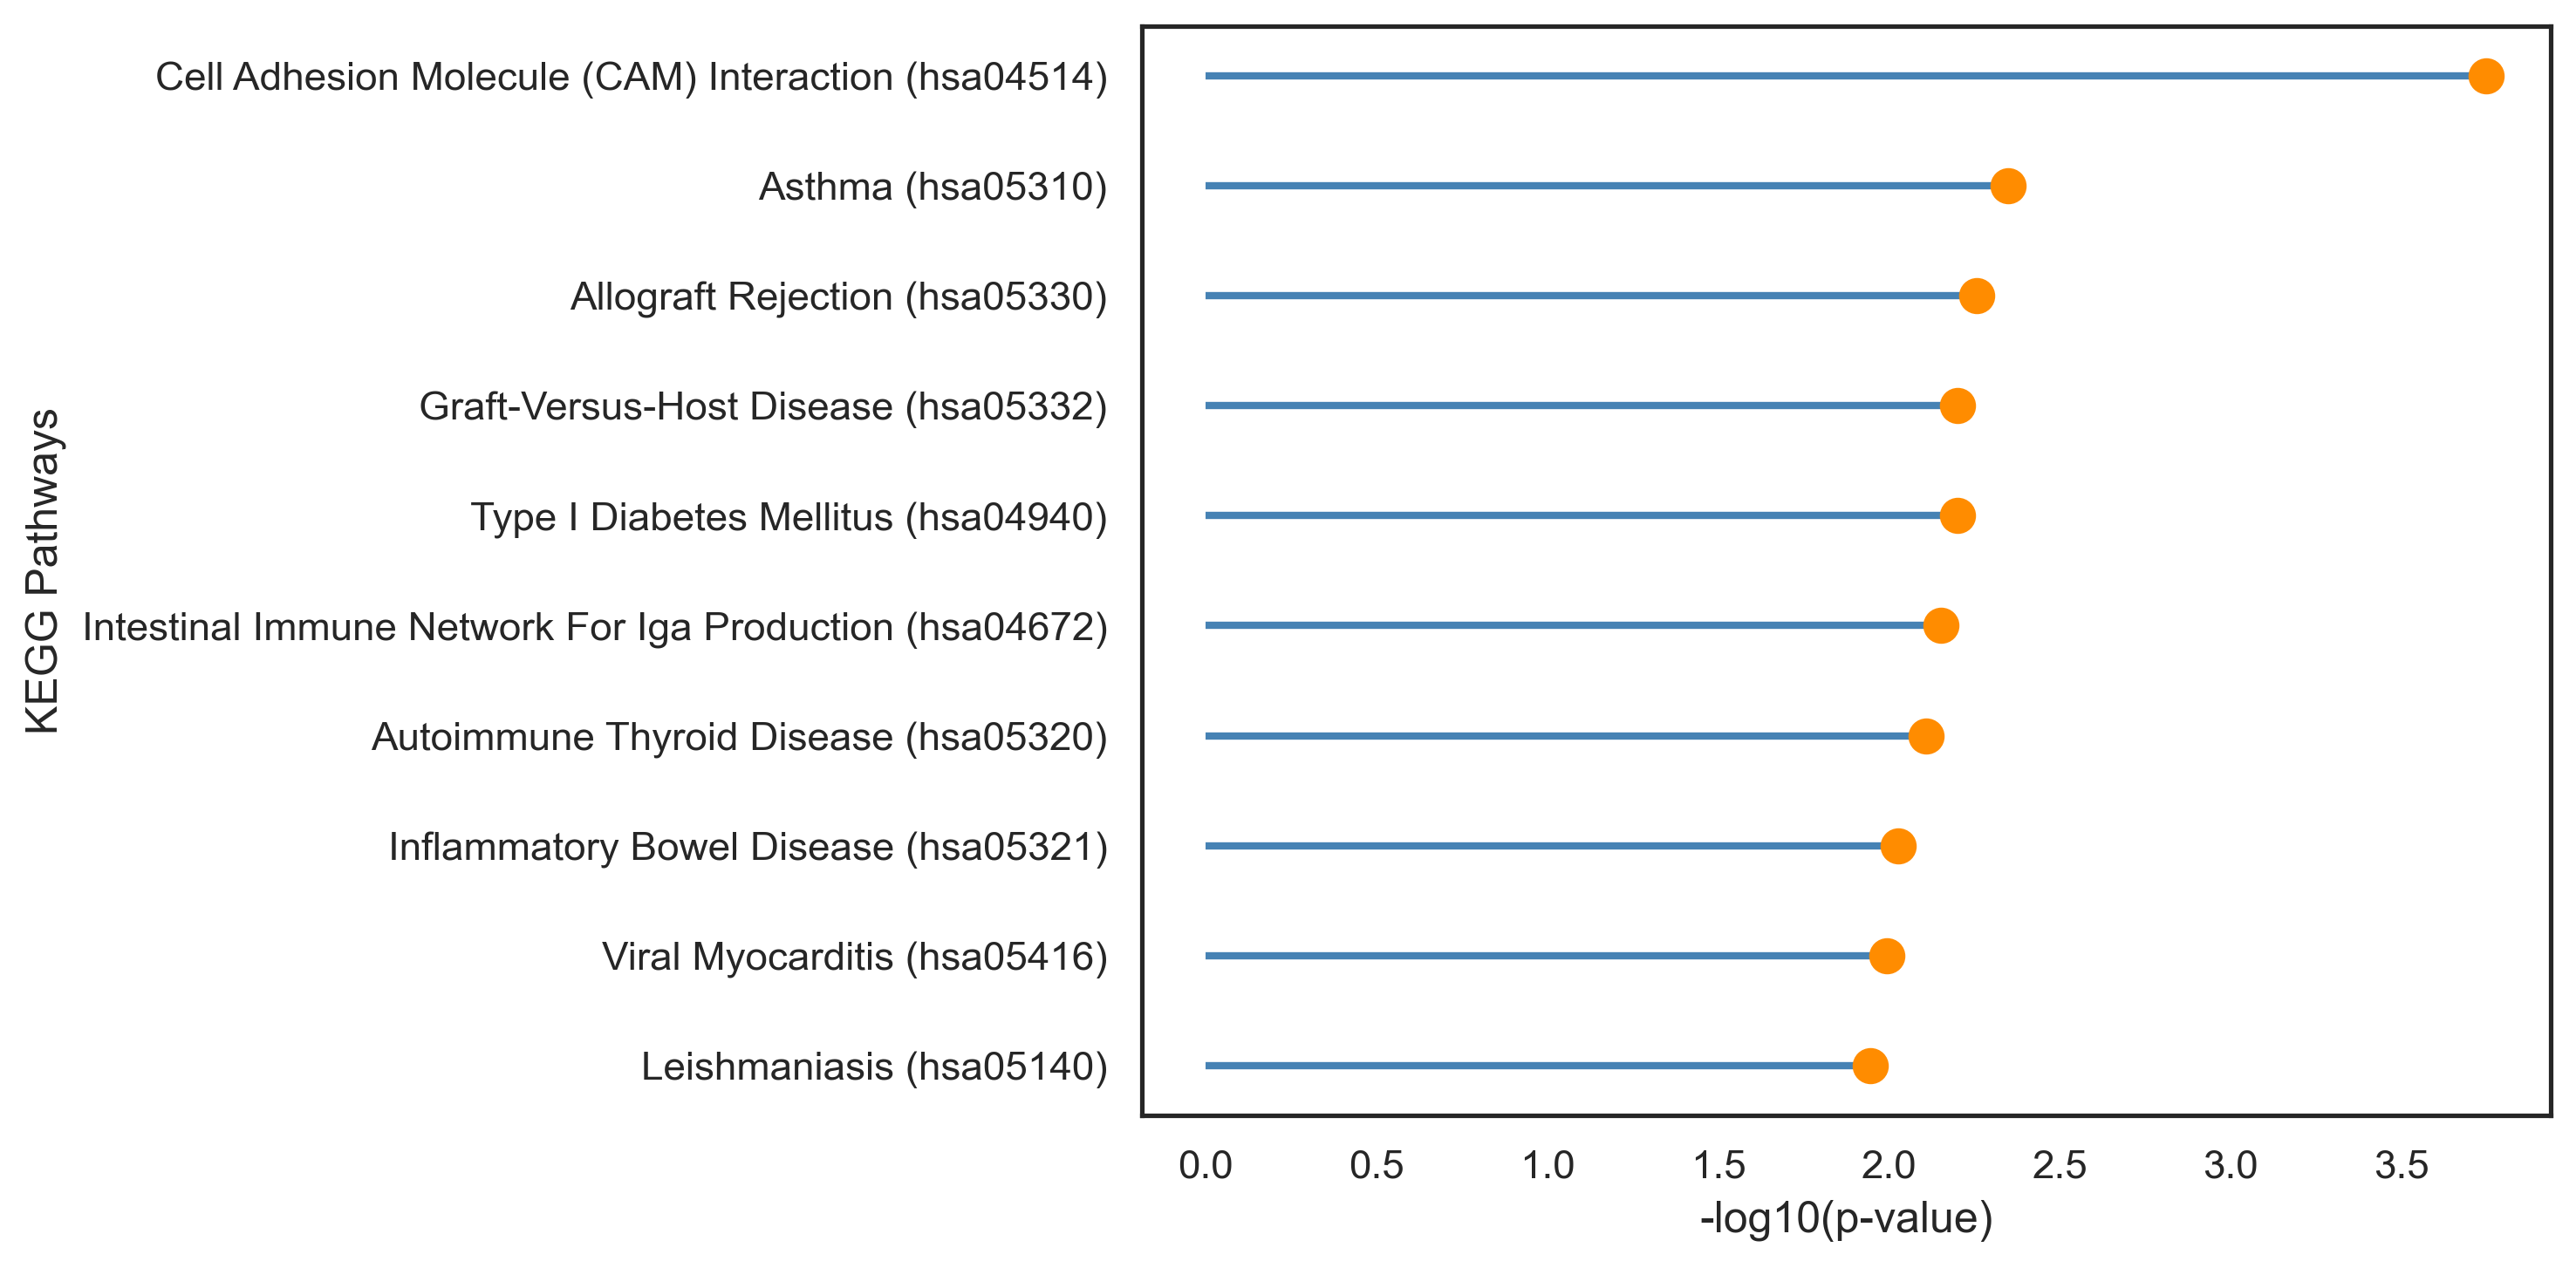 KEGG Pathways
Cell Adhesion Molecule (CAM) Interaction (hsa04514)
Asthma (hsa05310)
Allograft Rejection (hsa05330)
Graft-Versus-Host Disease (hsa05332)
Type I Diabetes Mellitus (hsa04940)
Intestinal Immune Network For Iga Production (hsa04672)
Autoimmune Thyroid Disease (hsa05320)
Inflammatory Bowel Disease (hsa05321)
Viral Myocarditis (hsa05416)
Leishmaniasis (hsa05140)
0.0 0.5 1.0 1.5 2.0 2.5 3.0 3.5
-log10(p-value)